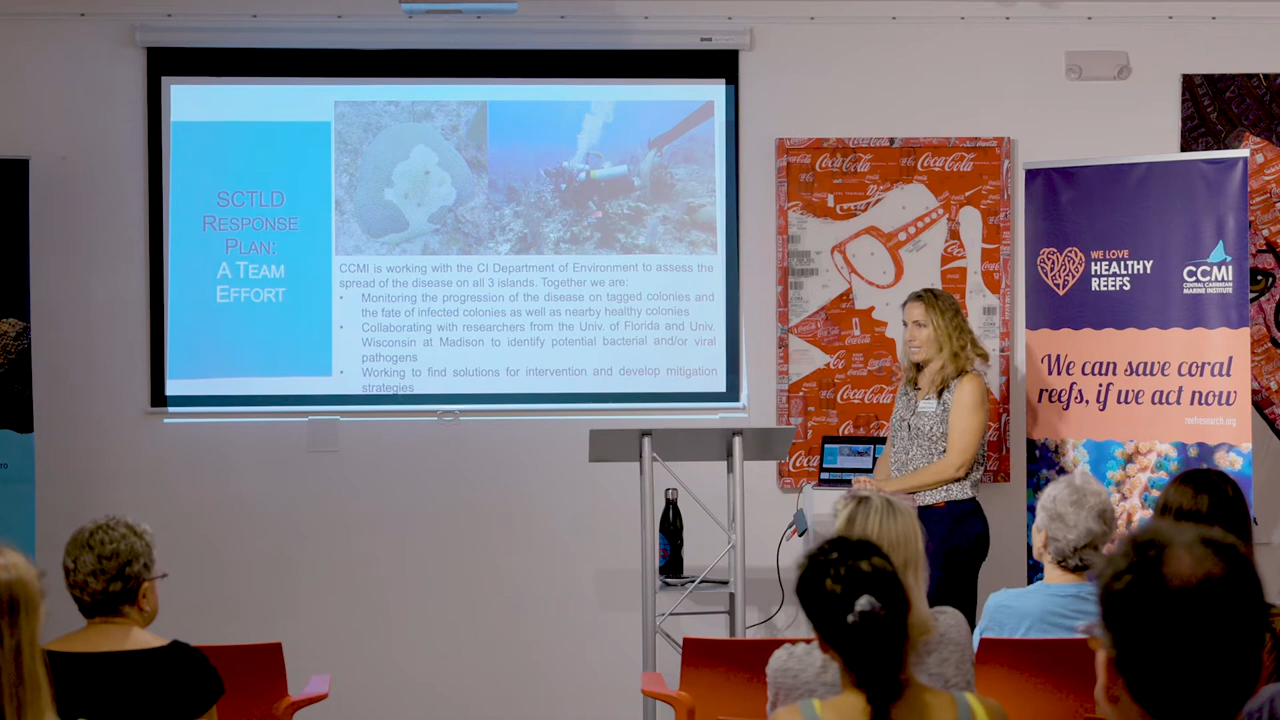 SCTLD
RESPONSE
PLAN:
A TEAM
EFFORT
CCMI is working with the CI Department of Environment to assess the
spread of the disease on all 3 islands. Together we are:
• Monitoring the progression of the disease on tagged colonies and
the fate of infected colonies as well as nearby healthy colonies
• Collaborating with researchers from the Univ. of Florida and Univ.
Wisconsin at Madison to identify potential bacterial and/or viral
pathogens
• Working to find solutions for intervention and develop mitigation
strategies
Coca-Cola
Coca-Cola
Coca-Cola
Coca-Cola
WE LOVE
HEALTHY
REEFS
CCMI
CENTRAL CARIBBEAN
MARINE INSTITUTE
We can save coral
reefs, if we act now
reefresearch.org